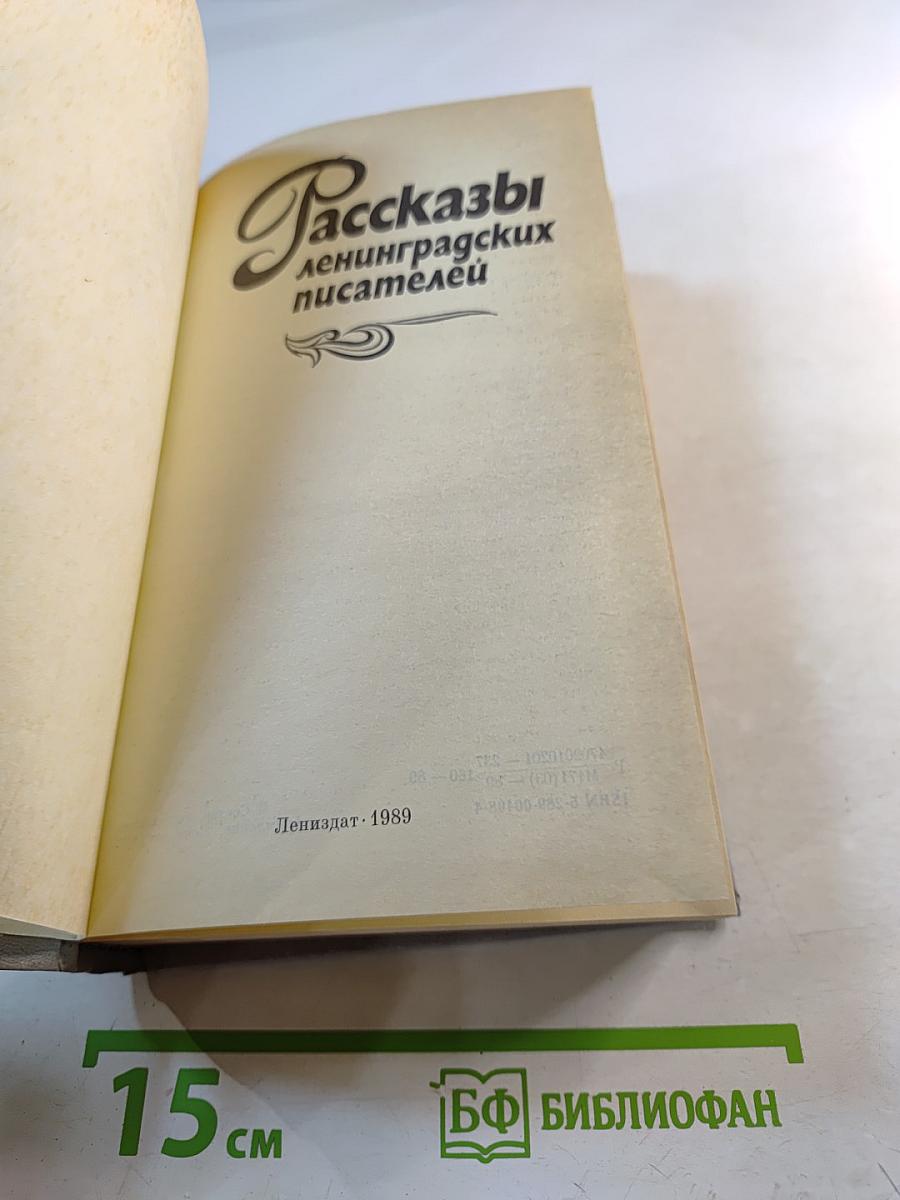 Рассказы
ленинградских
писателей
Лениздат · 1989
15 см
БФ БИБЛИОФАН